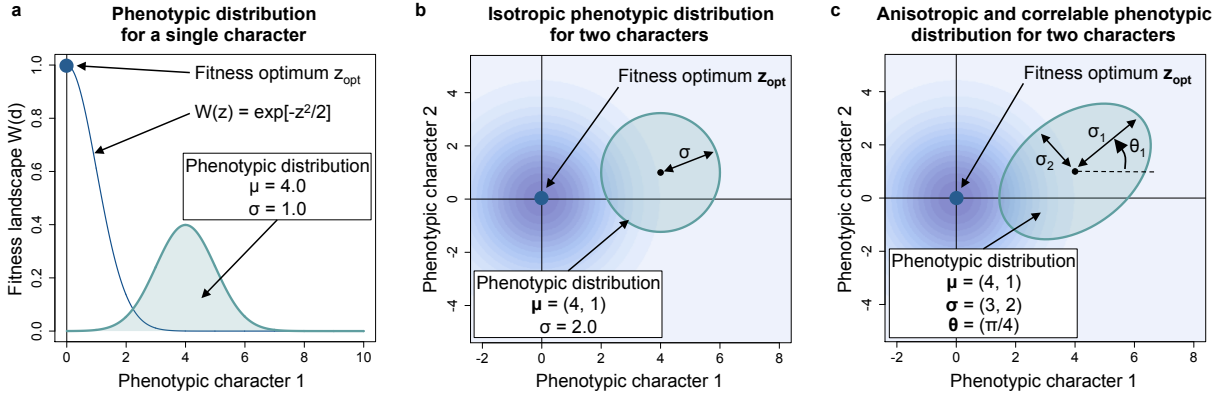 a
Phenotypic distribution
for a single character
Fitness landscape W(d)
1.0
0.8
0.6
0.4
0.2
0.0
Fitness optimum zopt
W(z) = exp[-z²/2]
Phenotypic distribution
μ = 4.0
σ = 1.0
0 2 4 6 8 10
Phenotypic character 1
b
Isotropic phenotypic distribution
for two characters
Phenotypic character 2
4
2
0
-2
-4
Fitness optimum zopt
σ
Phenotypic distribution
μ = (4, 1)
σ = 2.0
-2 0 2 4 6 8
Phenotypic character 1
c
Anisotropic and correlable phenotypic
distribution for two characters
Phenotypic character 2
4
2
0
-2
-4
Fitness optimum zopt
σ1
σ2
θ1
Phenotypic distribution
μ = (4, 1)
σ = (3, 2)
θ = (π/4)
-2 0 2 4 6 8
Phenotypic character 1